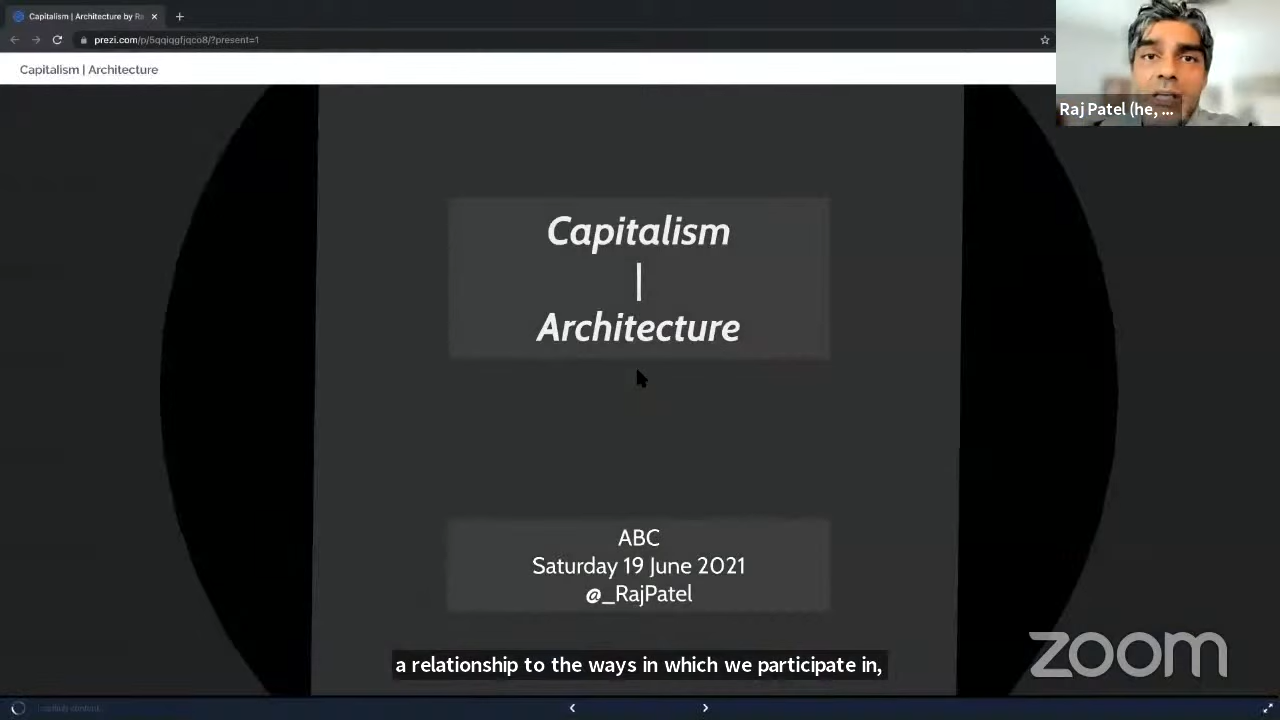 Capitalism | Architecture by Ra
prezi.com/p/5qqiqgfjqco8/?present=1
Capitalism | Architecture
Raj Patel (he, ...
Capitalism
|
Architecture
ABC
Saturday 19 June 2021
@_RajPatel
a relationship to the ways in which we participate in,
zoom